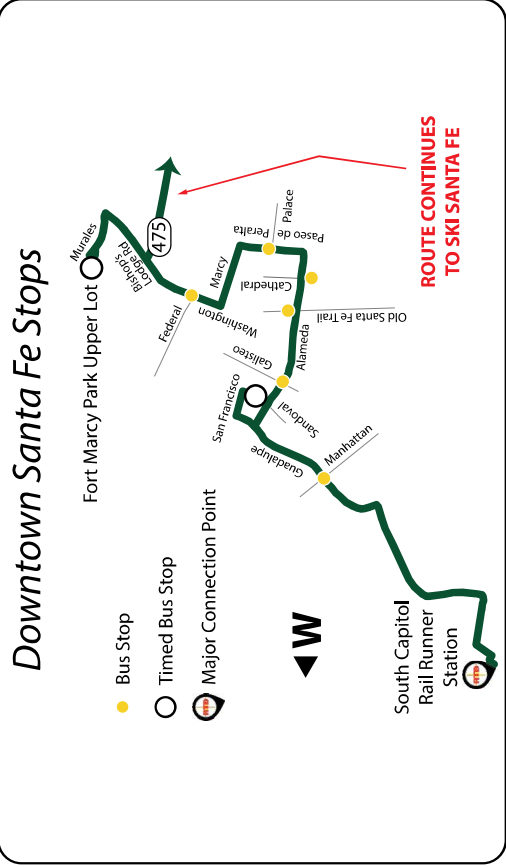 Downtown Santa Fe Stops
Fort Marcy Park Upper Lot
Murales
Bishop's
Lodge Rd
475
ROUTE CONTINUES
TO SKI SANTA FE
Federal
Washington
Marcy
Paseo de Peralta
Palace
Cathedral
Old Santa Fe Trail
Alameda
Galisteo
San Francisco
Sandoval
Guadalupe
Manhattan
South Capitol
Rail Runner
Station
Bus Stop
Timed Bus Stop
Major Connection Point
W